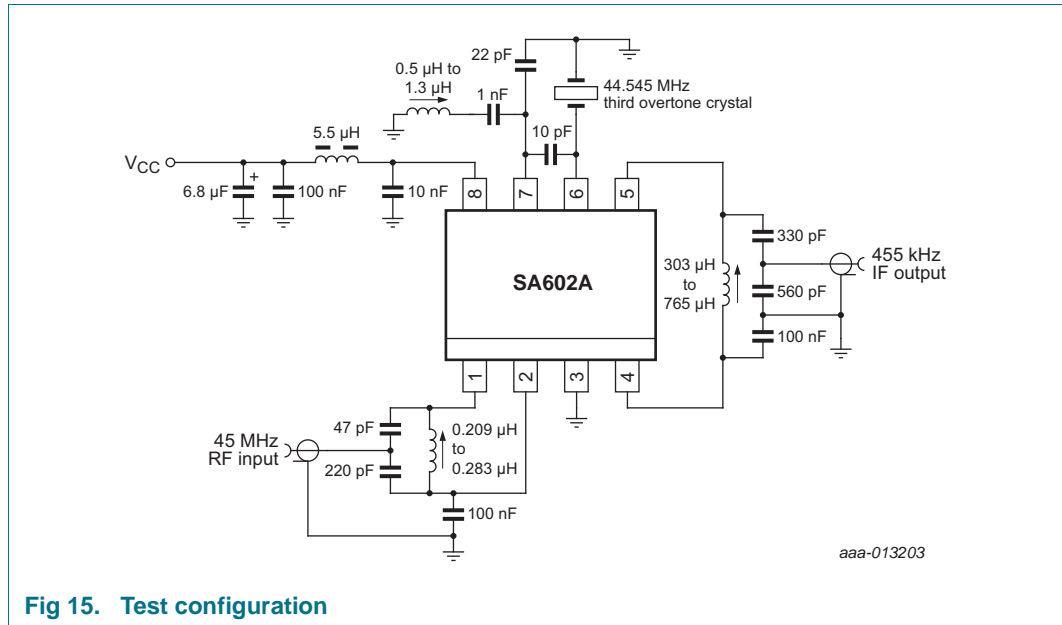 22 pF
0.5 μH to
1.3 μH
1 nF
44.545 MHz
third overtone crystal
10 pF
5.5 μH
VCC
6.8 μF
+
100 nF
10 nF
8
7
6
5
330 pF
303 μH
to
765 μH
455 kHz
IF output
560 pF
SA602A
100 nF
1
2
3
4
47 pF
0.209 μH
to
0.283 μH
45 MHz
RF input
220 pF
100 nF
aaa-013203
Fig 15. Test configuration